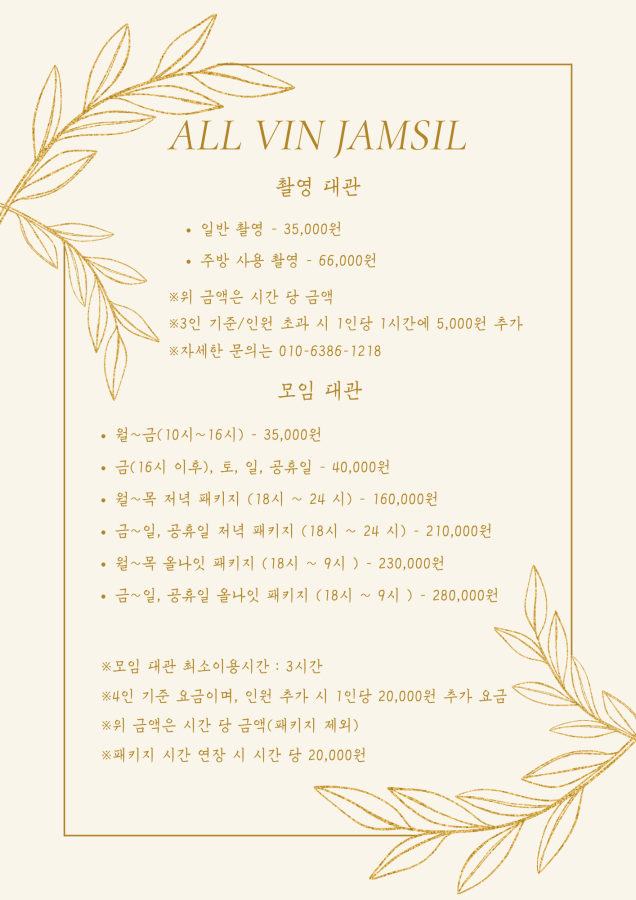 ALL VIN JAMSIL
촬영 대관
• 일반 촬영 - 35,000원
• 주방 사용 촬영 - 66,000원
※위 금액은 시간 당 금액
※3인 기준/인원 초과 시 1인당 1시간에 5,000원 추가
※자세한 문의는 010-6386-1218
모임 대관
• 월~금(10시~16시) - 35,000원
• 금(16시 이후), 토, 일, 공휴일 - 40,000원
• 월~목 저녁 패키지 (18시 ~ 24 시) - 160,000원
• 금~일, 공휴일 저녁 패키지 (18시 ~ 24 시) - 210,000원
• 월~목 올나잇 패키지 (18시 ~ 9시 ) - 230,000원
• 금~일, 공휴일 올나잇 패키지 (18시 ~ 9시 ) - 280,000원
※모임 대관 최소이용시간 : 3시간
※4인 기준 요금이며, 인원 추가 시 1인당 20,000원 추가 요금
※위 금액은 시간 당 금액(패키지 제외)
※패키지 시간 연장 시 시간 당 20,000원